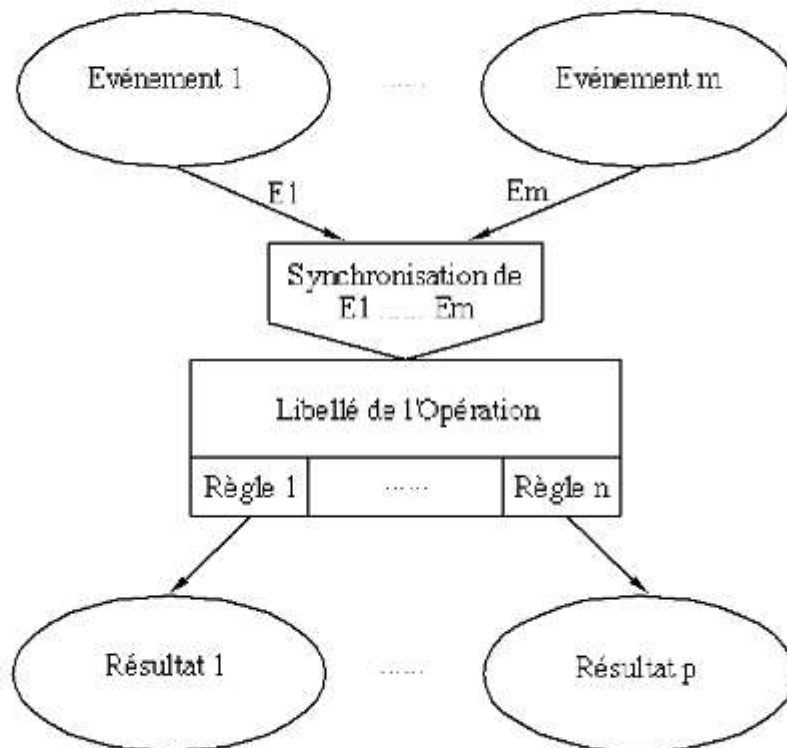 Evénement 1 ...... Evénement m
E1 Em
Synchronisation de
E1 ...... Em
Libellé de l'Opération
Règle 1 ...... Règle n
Résultat 1 ...... Résultat p